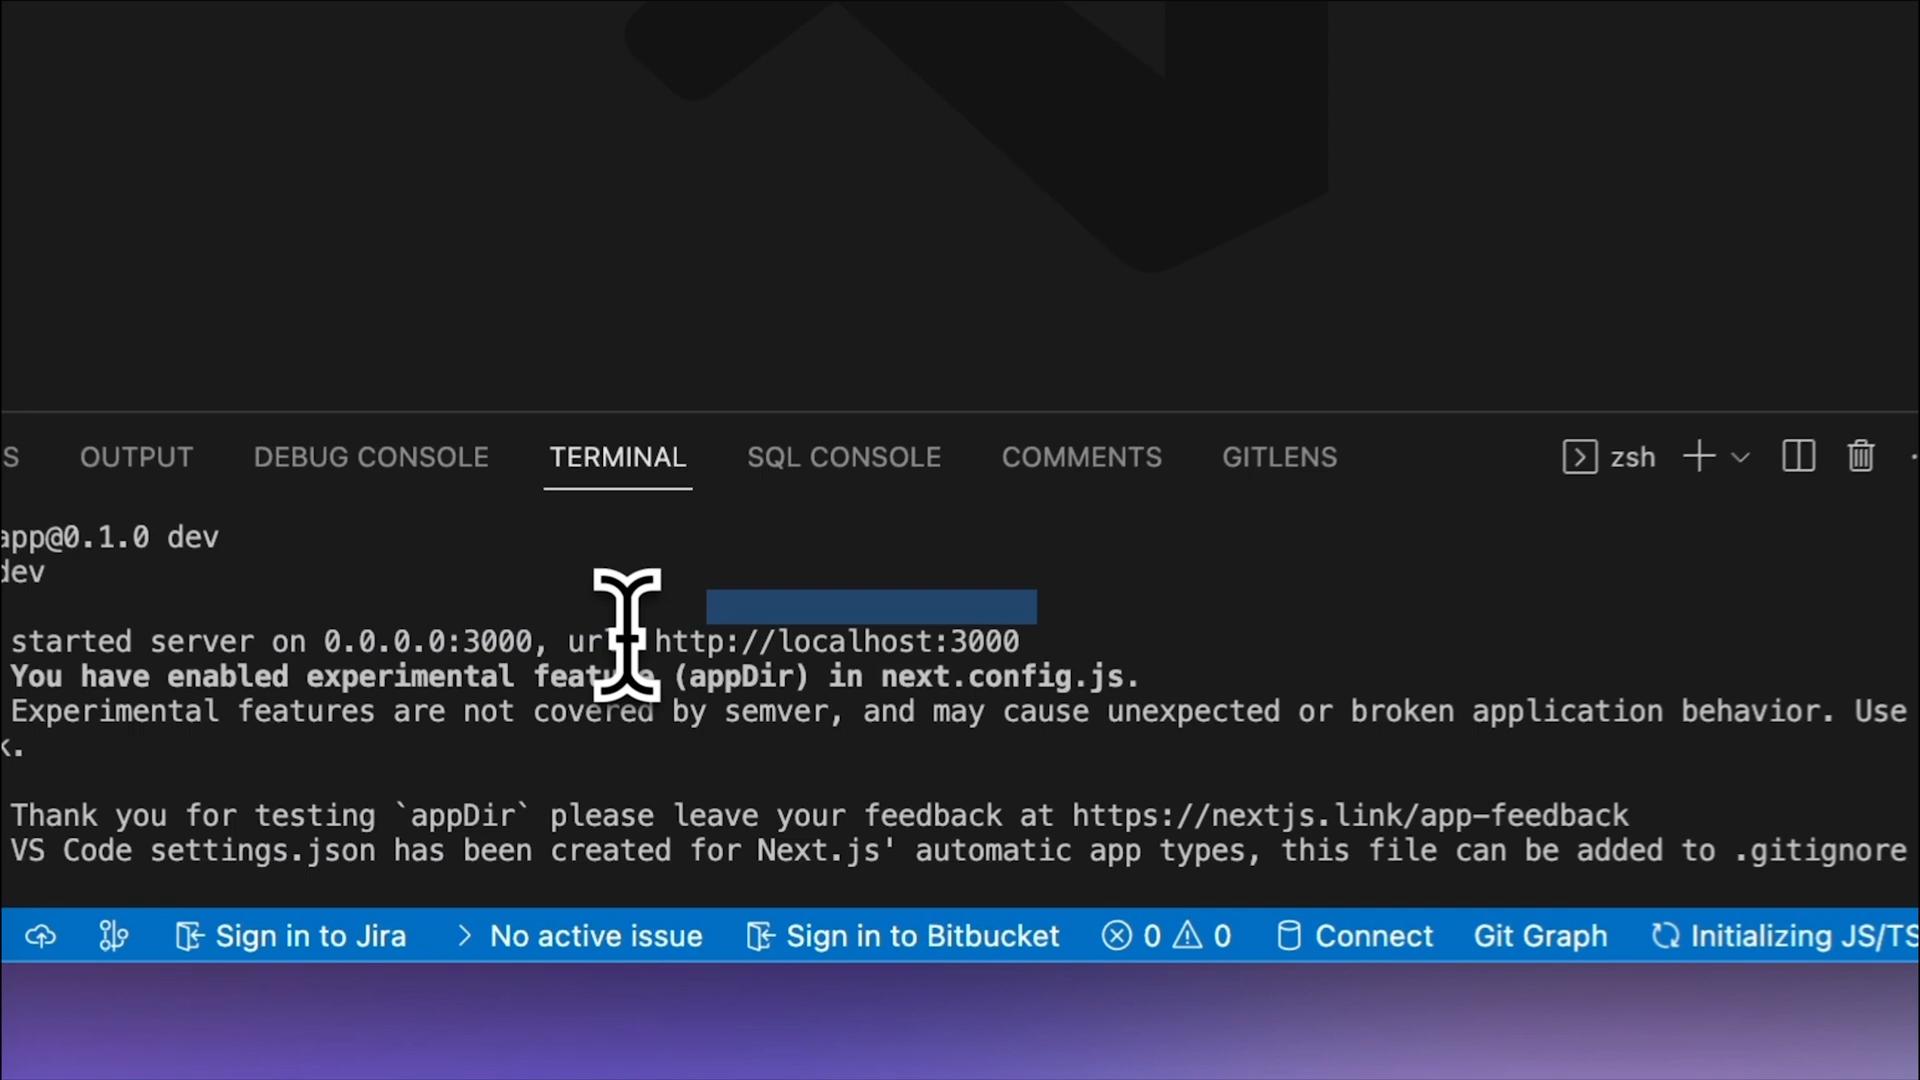 S OUTPUT DEBUG CONSOLE TERMINAL SQL CONSOLE COMMENTS GITLENS zsh
app@0.1.0 dev
dev
started server on 0.0.0.0:3000, url http://localhost:3000
You have enabled experimental feature (appDir) in next.config.js.
Experimental features are not covered by semver, and may cause unexpected or broken application behavior. Use
k.
Thank you for testing `appDir` please leave your feedback at https://nextjs.link/app-feedback
VS Code settings.json has been created for Next.js' automatic app types, this file can be added to .gitignore
Sign in to Jira > No active issue Sign in to Bitbucket 0 0 Connect Git Graph Initializing JS/TS